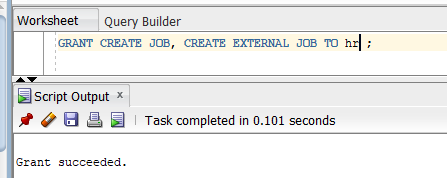 Worksheet Query Builder
GRANT CREATE JOB, CREATE EXTERNAL JOB TO hr ;
Script Output x
Task completed in 0.101 seconds
Grant succeeded.